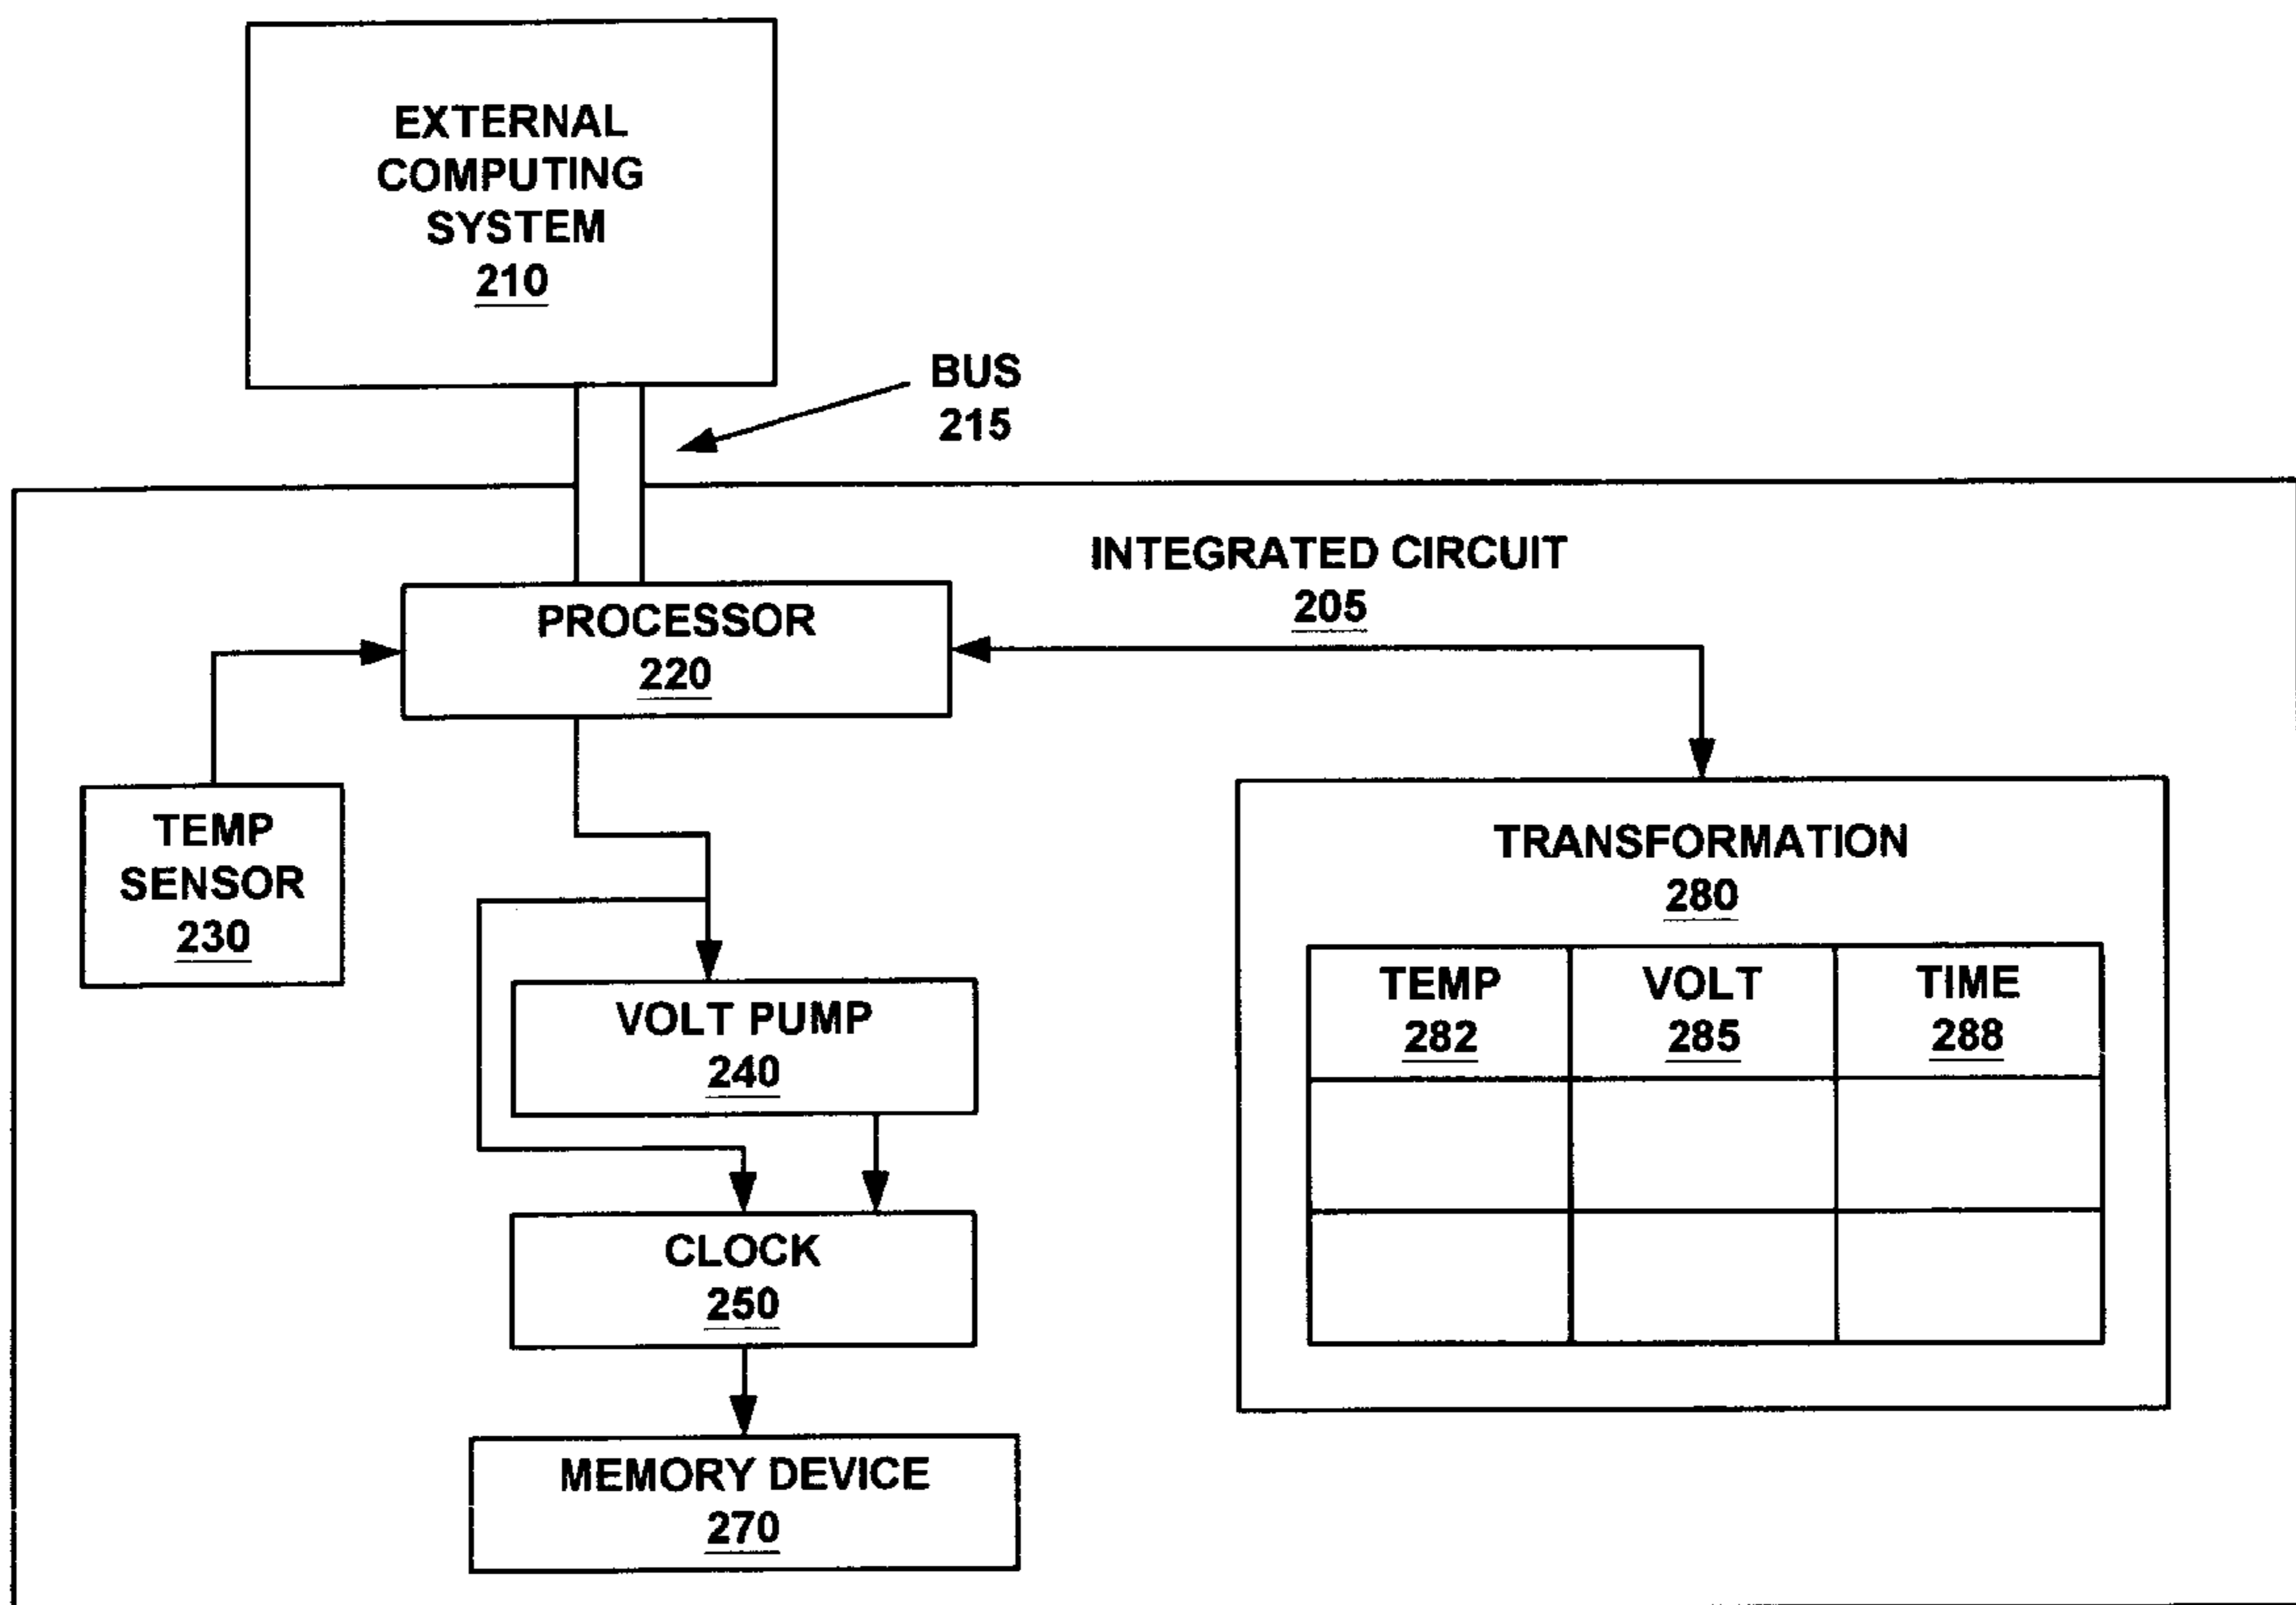 EXTERNAL
COMPUTING
SYSTEM
210
BUS
215
INTEGRATED CIRCUIT
205
PROCESSOR
220
TEMP
SENSOR
230
VOLT PUMP
240
CLOCK
250
MEMORY DEVICE
270
TRANSFORMATION
280
TEMP
282
VOLT
285
TIME
288